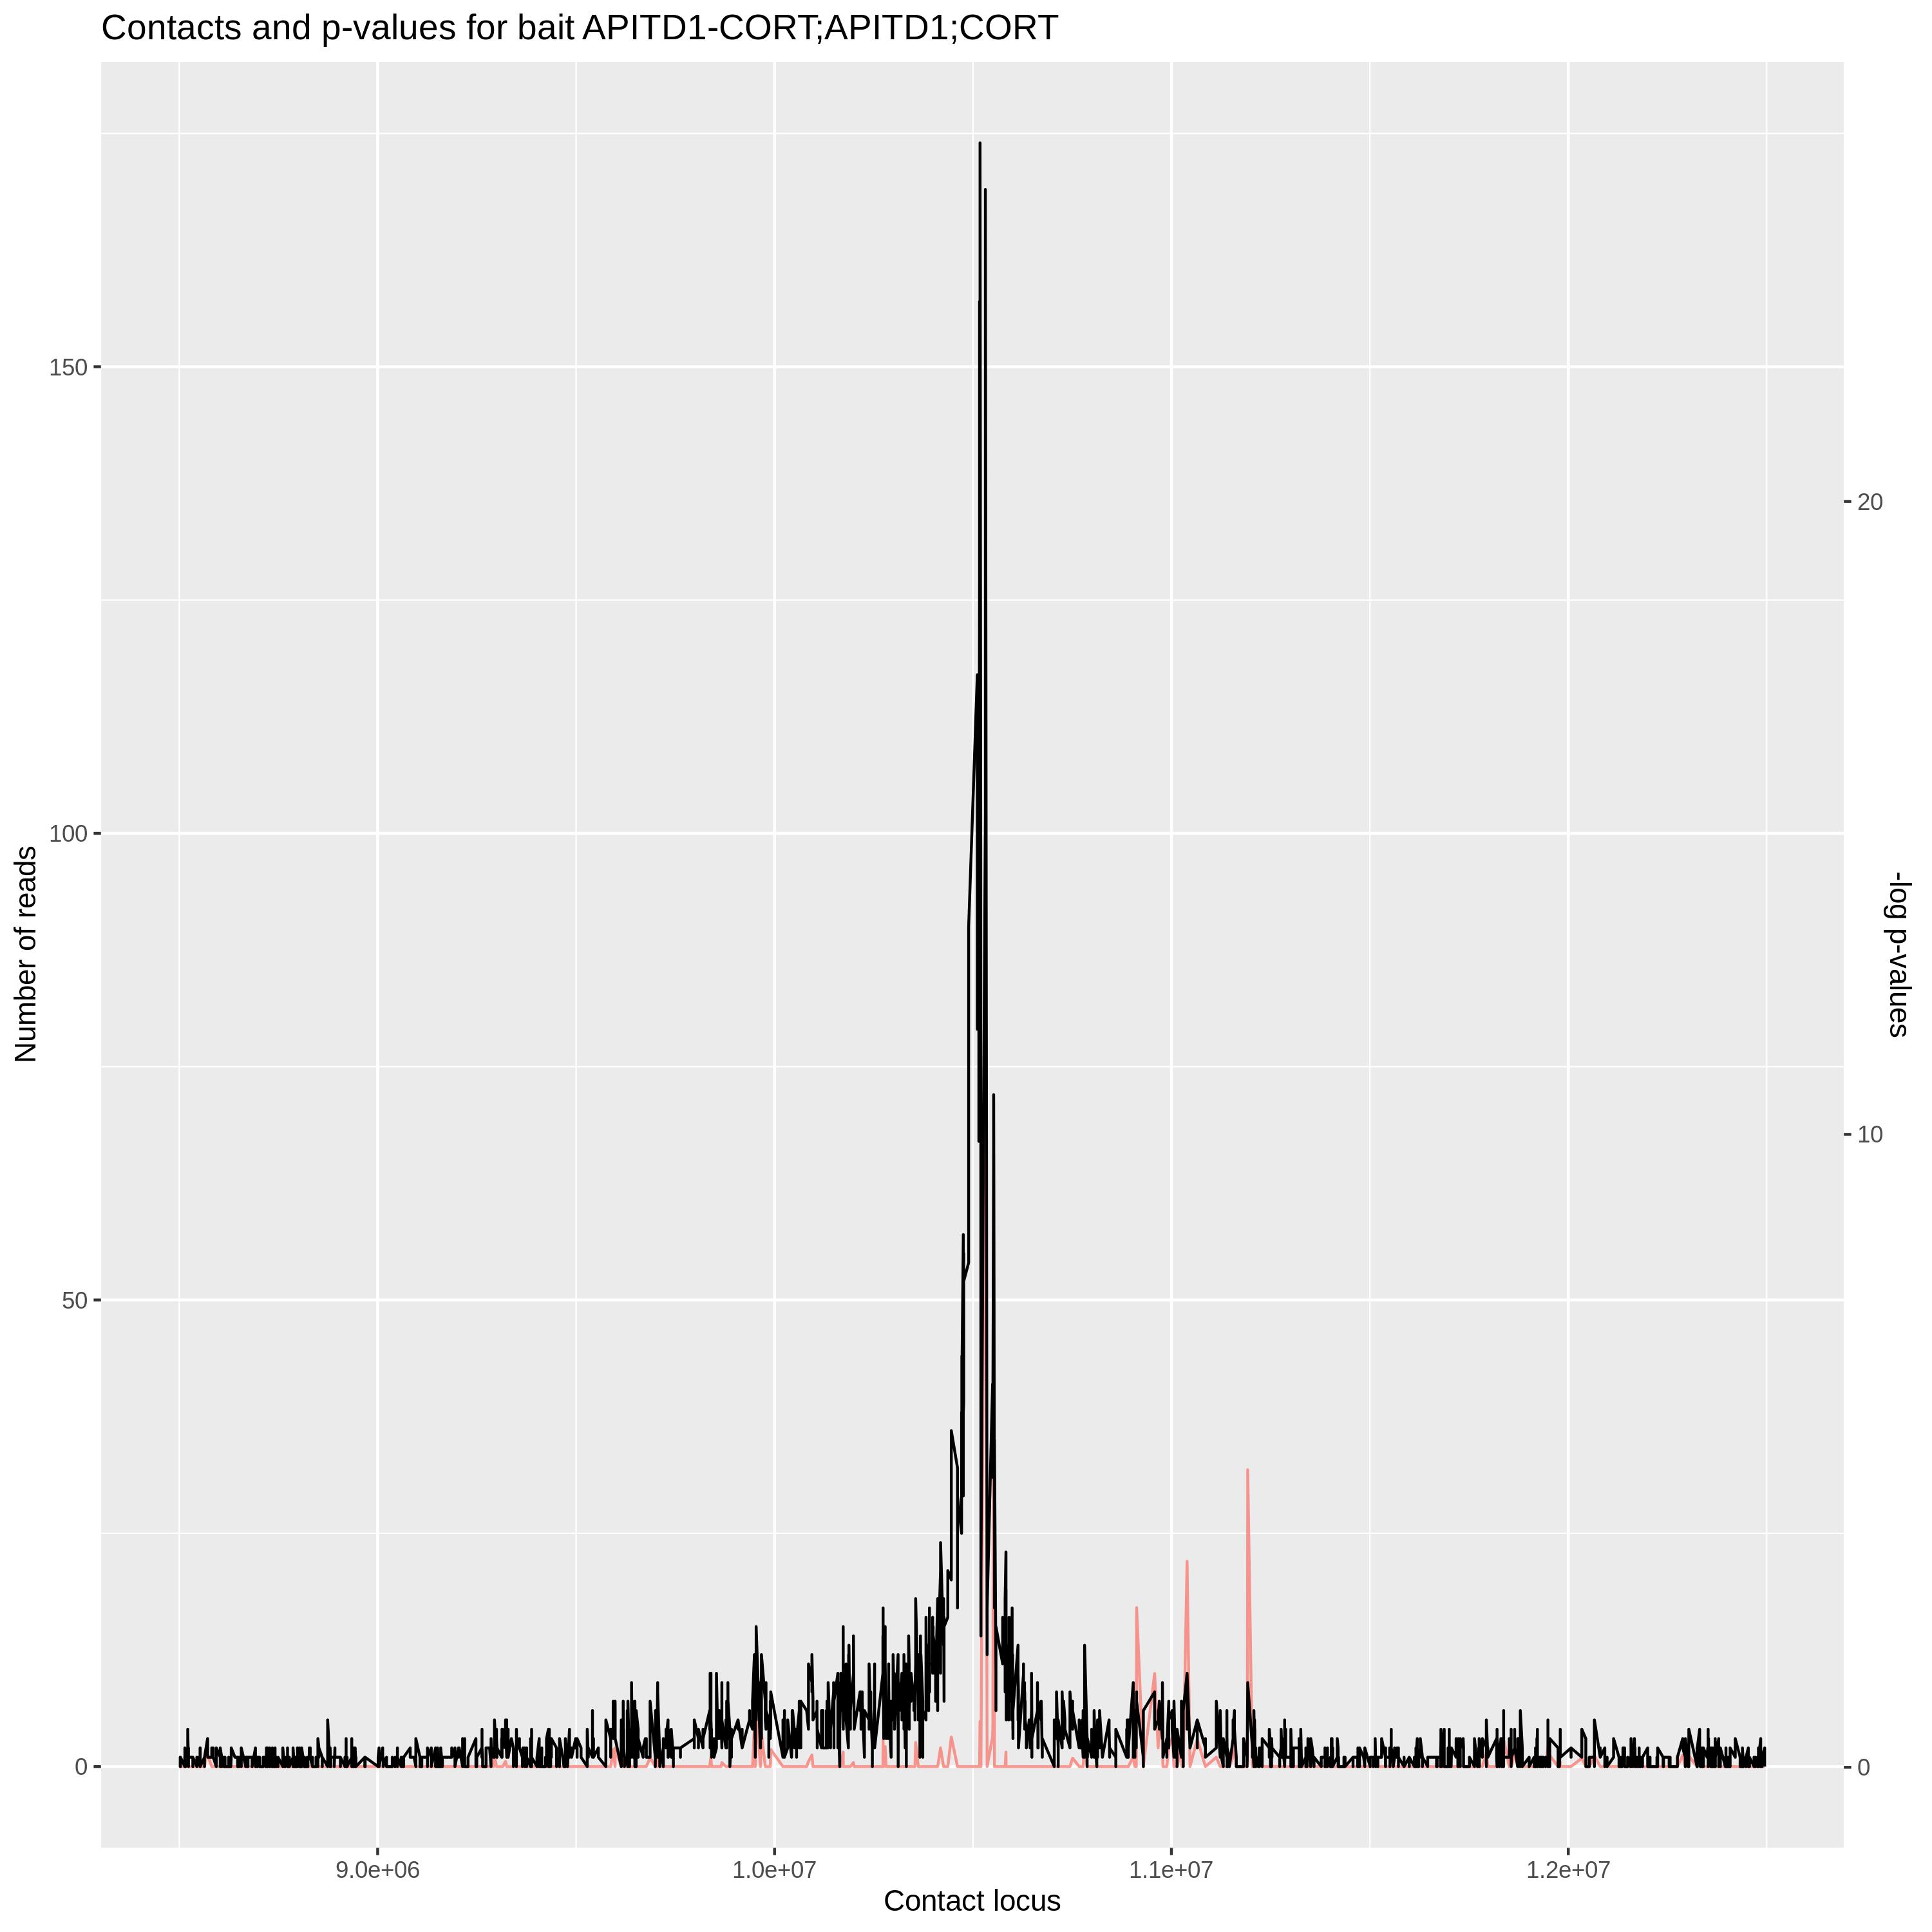 Contacts and p-values for bait APITD1-CORT;APITD1;CORT
150
100
50
0
Number of reads
20
10
0
-log p-values
9.0e+06
1.0e+07
1.1e+07
1.2e+07
Contact locus